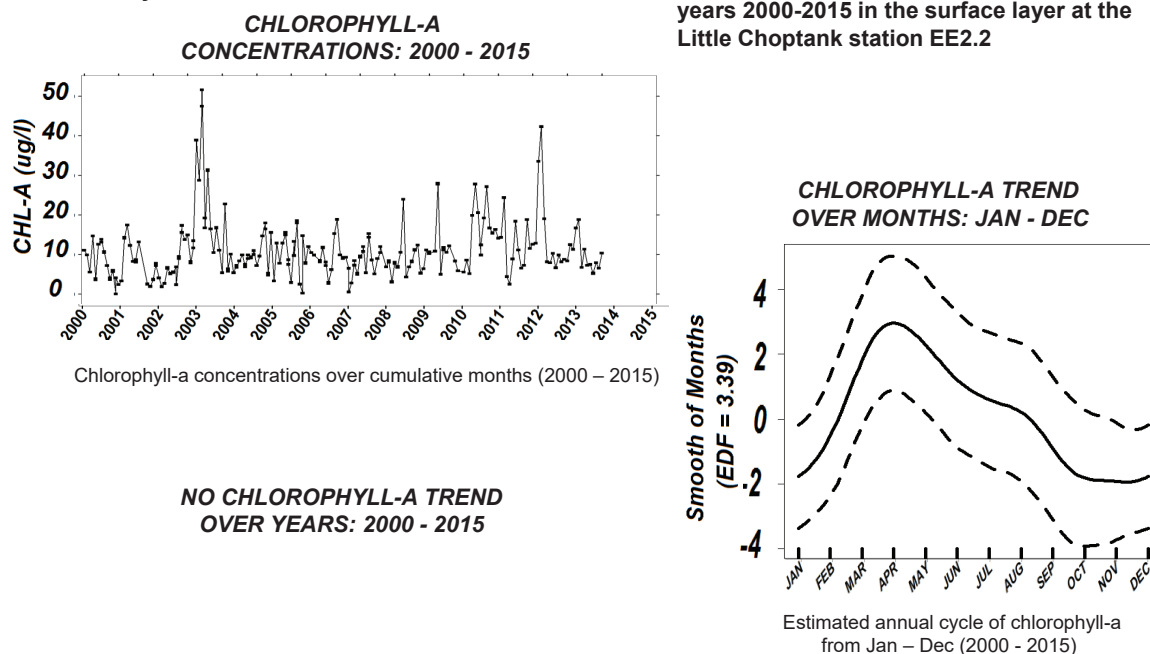 CHLOROPHYLL-A
CONCENTRATIONS: 2000 - 2015
CHL-A (ug/l)
50
40
30
20
10
0
2000
2001
2002
2003
2004
2005
2006
2007
2008
2009
2010
2011
2012
2013
2014
2015
Chlorophyll-a concentrations over cumulative months (2000 – 2015)
NO CHLOROPHYLL-A TREND
OVER YEARS: 2000 - 2015
years 2000-2015 in the surface layer at the
Little Choptank station EE2.2
CHLOROPHYLL-A TREND
OVER MONTHS: JAN - DEC
Smooth of Months
(EDF = 3.39)
4
2
0
-2
-4
JAN
FEB
MAR
APR
MAY
JUN
JUL
AUG
SEP
OCT
NOV
DEC
Estimated annual cycle of chlorophyll-a
from Jan – Dec (2000 - 2015)